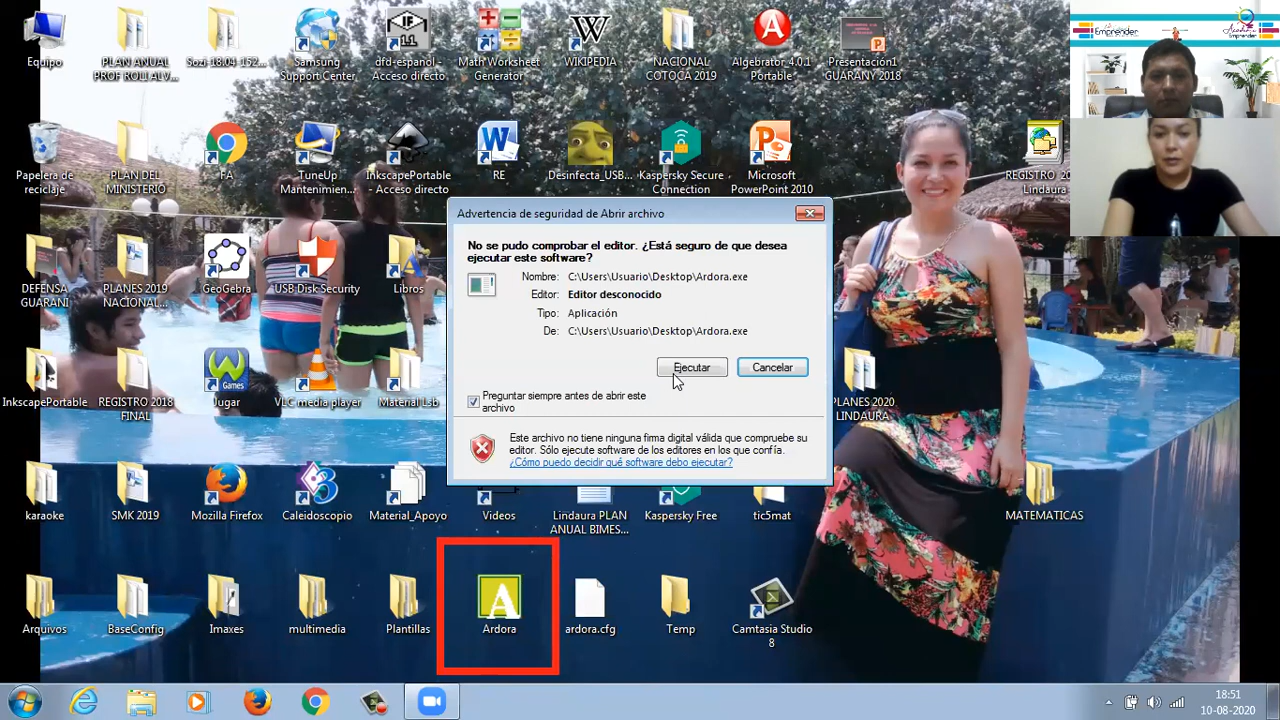 Equipo
PLAN ANUAL
PROF ROLI ALV...
Sozi-18.04-152...
Samsung
Support Center
dfd-espanol -
Acceso directo
Math Worksheet
Generator
WIKIPEDIA
NACIONAL
COTOCA 2019
Algebrator 4.0.1
Portable
Presentación1
GUARANY 2018
Emprender
Papelera de
reciclaje
PLAN DEL
MINISTERIO
FA
TuneUp
Mantenimien...
InkscapePortable
- Acceso directo
RE
Desinfecta_USB...
Kaspersky Secure
Connection
Microsoft
PowerPoint 2010
Lindaura
DEFENSA
GUARANI
PLANES 2019
NACIONAL...
GeoGebra
USB Disk Security
Libros
Advertencia de seguridad de Abrir archivo
No se pudo comprobar el editor. ¿Está seguro de que desea
ejecutar este software?
Nombre: C:\Users\Usuario\Desktop\Ardora.exe
Editor: Editor desconocido
Tipo: Aplicación
De: C:\Users\Usuario\Desktop\Ardora.exe
Ejecutar
Cancelar
Preguntar siempre antes de abrir este
archivo
Este archivo no tiene ninguna firma digital válida que compruebe su
editor. Sólo ejecute software de los editores en los que confía.
¿Cómo puedo decidir qué software debo ejecutar?
InkscapePortable
REGISTRO 2018
FINAL
Games
Jugar
VLC media player
Material Lsb
PLANES 2020
LINDAURA
karaoke
SMK 2019
Mozilla Firefox
Caleidoscopio
Material_Apoyo
Videos
Lindaura PLAN
ANUAL BIMES...
Kaspersky Free
tic5mat
MATEMATICAS
Arquivos
BaseConfig
Imaxes
multimedia
Plantillas
Ardora
ardora.cfg
Temp
Camtasia Studio
8
18:51
10-08-2020